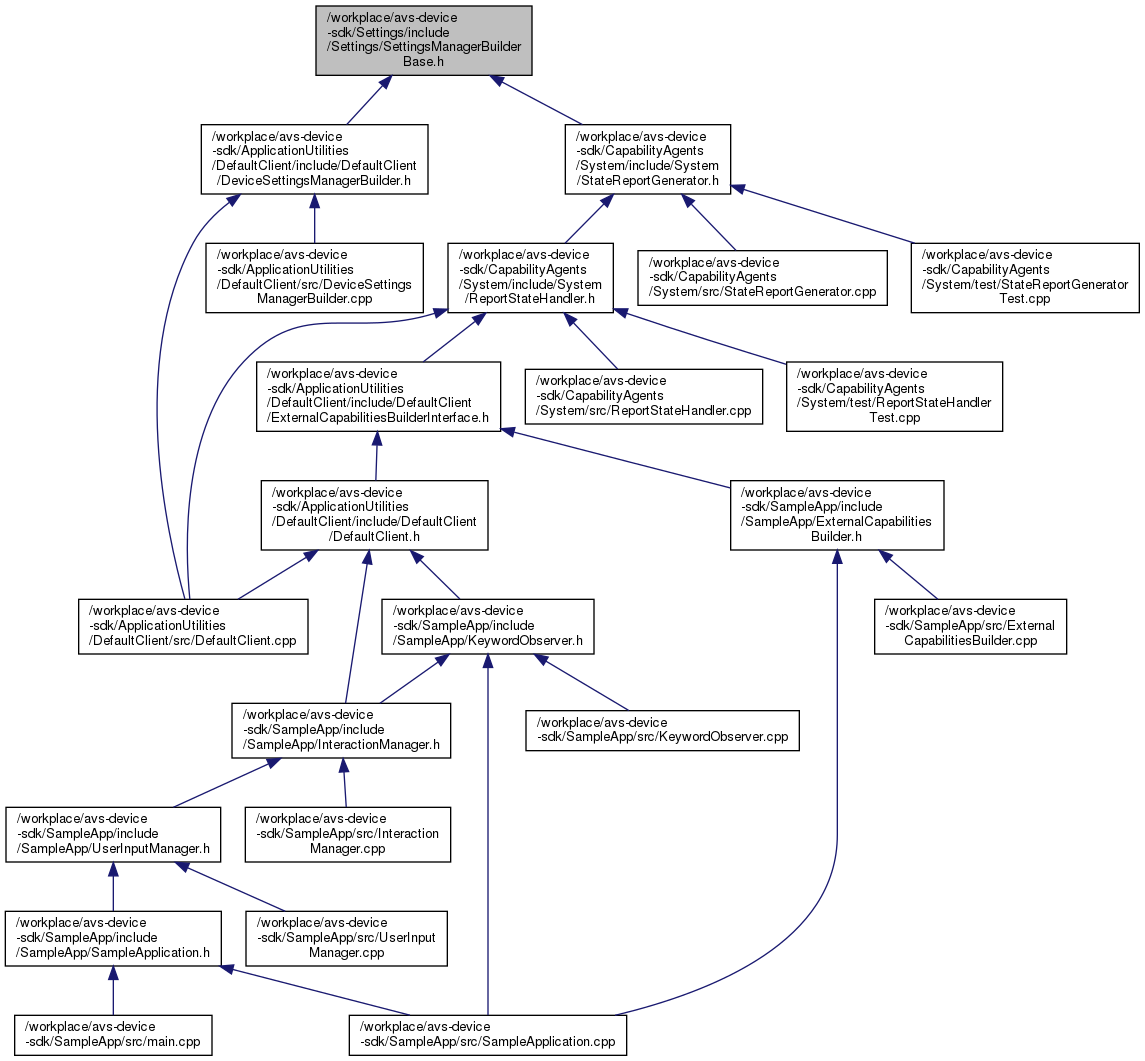 /workplace/avs-device
-sdk/Settings/include
/Settings/SettingsManagerBuilder
Base.h
/workplace/avs-device
-sdk/ApplicationUtilities
/DefaultClient/include/DefaultClient
/DeviceSettingsManagerBuilder.h
/workplace/avs-device
-sdk/CapabilityAgents
/System/include/System
/StateReportGenerator.h
/workplace/avs-device
-sdk/ApplicationUtilities
/DefaultClient/src/DeviceSettings
ManagerBuilder.cpp
/workplace/avs-device
-sdk/CapabilityAgents
/System/include/System
/ReportStateHandler.h
/workplace/avs-device
-sdk/CapabilityAgents
/System/src/StateReportGenerator.cpp
/workplace/avs-device
-sdk/CapabilityAgents
/System/test/StateReportGenerator
Test.cpp
/workplace/avs-device
-sdk/ApplicationUtilities
/DefaultClient/include/DefaultClient
/ExternalCapabilitiesBuilderInterface.h
/workplace/avs-device
-sdk/CapabilityAgents
/System/src/ReportStateHandler.cpp
/workplace/avs-device
-sdk/CapabilityAgents
/System/test/ReportStateHandler
Test.cpp
/workplace/avs-device
-sdk/ApplicationUtilities
/DefaultClient/include/DefaultClient
/DefaultClient.h
/workplace/avs-device
-sdk/SampleApp/include
/SampleApp/ExternalCapabilities
Builder.h
/workplace/avs-device
-sdk/ApplicationUtilities
/DefaultClient/src/DefaultClient.cpp
/workplace/avs-device
-sdk/SampleApp/include
/SampleApp/KeywordObserver.h
/workplace/avs-device
-sdk/SampleApp/src/External
CapabilitiesBuilder.cpp
/workplace/avs-device
-sdk/SampleApp/include
/SampleApp/InteractionManager.h
/workplace/avs-device
-sdk/SampleApp/src/KeywordObserver.cpp
/workplace/avs-device
-sdk/SampleApp/include
/SampleApp/UserInputManager.h
/workplace/avs-device
-sdk/SampleApp/src/Interaction
Manager.cpp
/workplace/avs-device
-sdk/SampleApp/include
/SampleApp/SampleApplication.h
/workplace/avs-device
-sdk/SampleApp/src/UserInput
Manager.cpp
/workplace/avs-device
-sdk/SampleApp/src/main.cpp
/workplace/avs-device
-sdk/SampleApp/src/SampleApplication.cpp